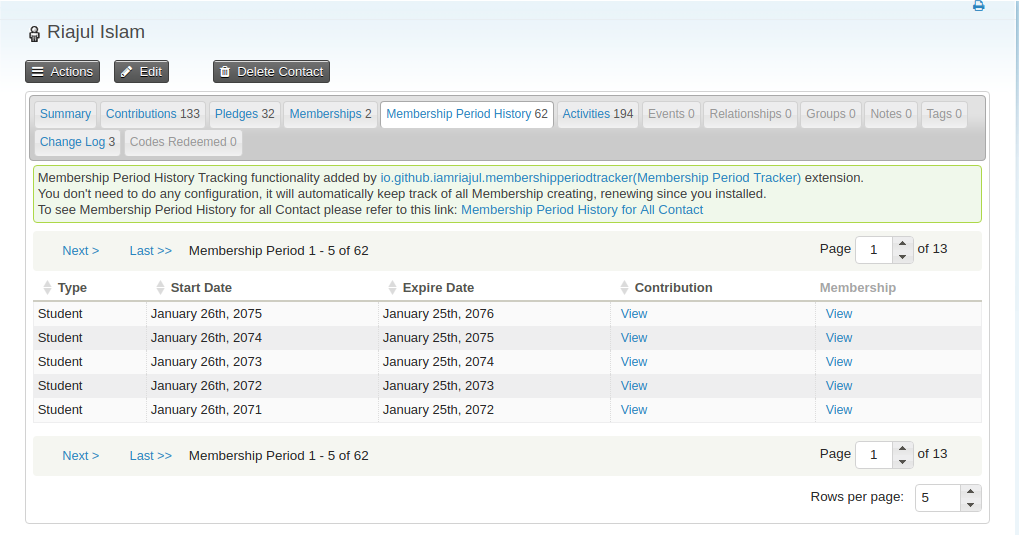 Riajul Islam
Actions Edit Delete Contact
Summary Contributions 133 Pledges 32 Memberships 2 Membership Period History 62 Activities 194 Events 0 Relationships 0 Groups 0 Notes 0 Tags 0
Change Log 3 Codes Redeemed 0
Membership Period History Tracking functionality added by io.github.iamriajul.membershipperiodtracker(Membership Period Tracker) extension.
You don't need to do any configuration, it will automatically keep track of all Membership creating, renewing since you installed.
To see Membership Period History for all Contact please refer to this link: Membership Period History for All Contact
Next > Last >> Membership Period 1 - 5 of 62 Page 1 of 13
Type Start Date Expire Date Contribution Membership
Student January 26th, 2075 January 25th, 2076 View View
Student January 26th, 2074 January 25th, 2075 View View
Student January 26th, 2073 January 25th, 2074 View View
Student January 26th, 2072 January 25th, 2073 View View
Student January 26th, 2071 January 25th, 2072 View View
Next > Last >> Membership Period 1 - 5 of 62 Page 1 of 13
Rows per page: 5